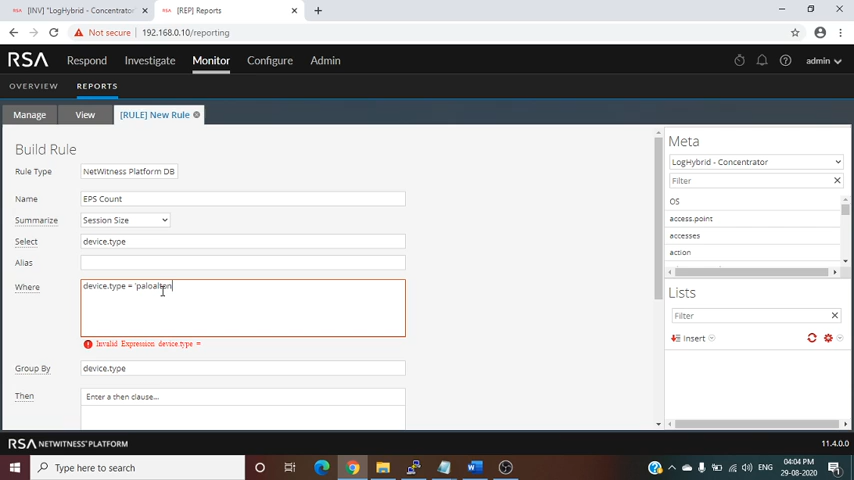 [INV] "LogHybrid - Concentrator"
[REP] Reports
Not secure 192.168.0.10/reporting
RSA Respond Investigate Monitor Configure Admin admin
OVERVIEW REPORTS
Manage View [RULE] New Rule
Build Rule
Rule Type NetWitness Platform DB
Name EPS Count
Summarize Session Size
Select device.type
Alias
Where device.type = 'paloalton
Invalid Expression device.type =
Group By device.type
Then Enter a then clause...
Meta
LogHybrid - Concentrator
Filter
OS
access.point
accesses
action
Lists
Filter
Insert
RSA NETWITNESS PLATFORM 11.4.0.0
Type here to search
ENG
04:04 PM
29-08-2020